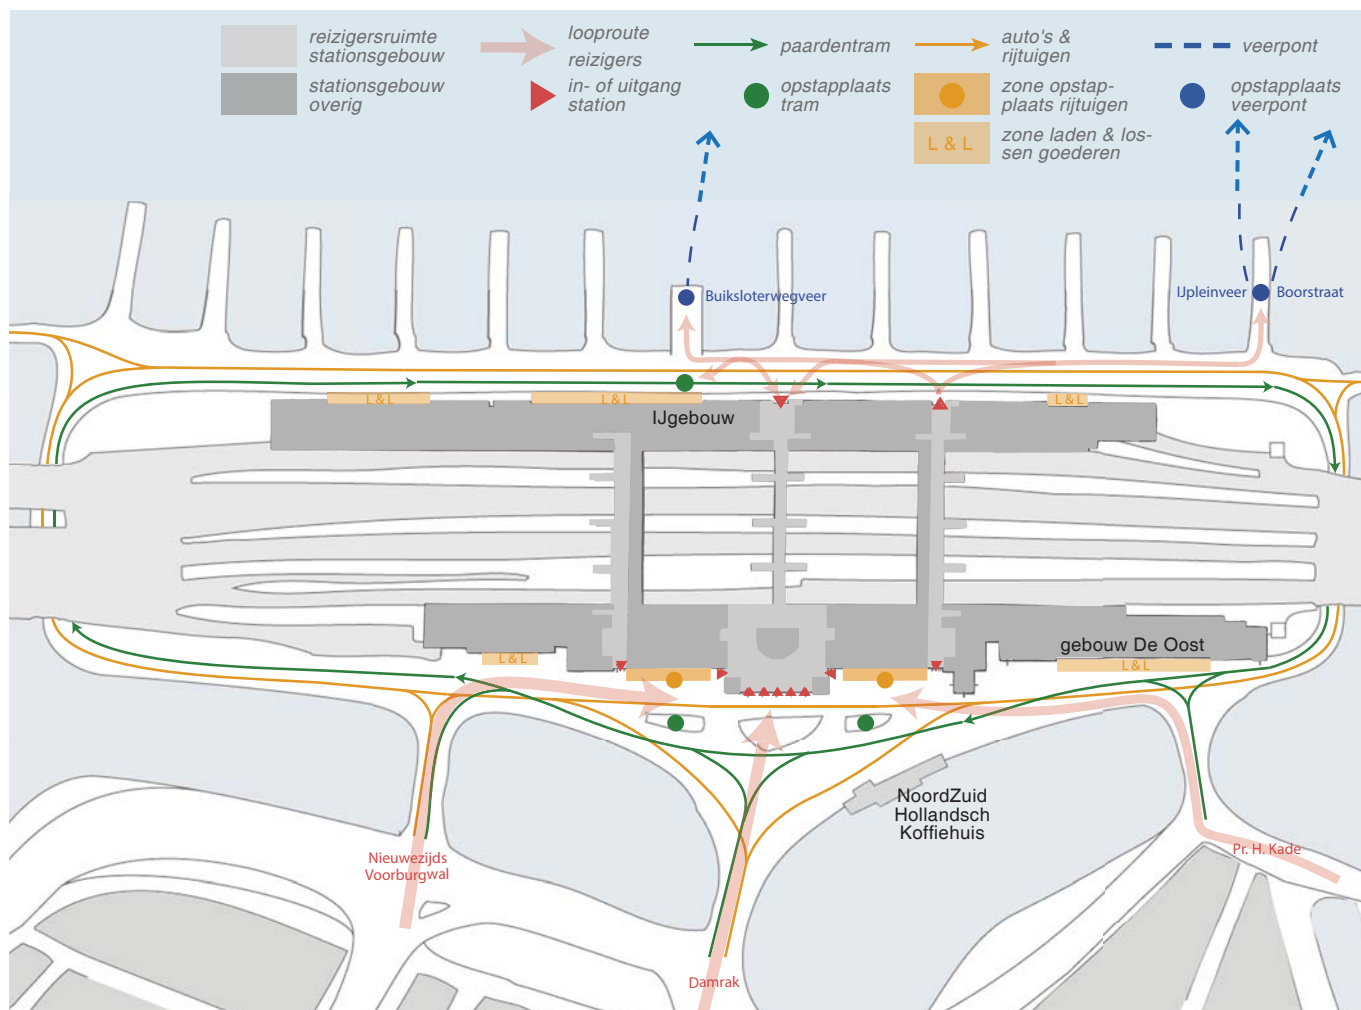 reizigersruimte
stationsgebouw
looproute
reizigers
paardentram
auto's &
rijtuigen
veerpont
stationsgebouw
overig
in- of uitgang
station
opstapplaats
tram
zone opstap-
plaats rijtuigen
opstapplaats
veerpont
L & L
zone laden & los-
sen goederen
Buiksloterwegveer
IJpleinveer
Boorstraat
L & L
L & L
L & L
IJgebouw
gebouw De Oost
L & L
L & L
NoordZuid
Hollandsch
Koffiehuis
Nieuwezijds
Voorburgwal
Pr. H. Kade
Damrak